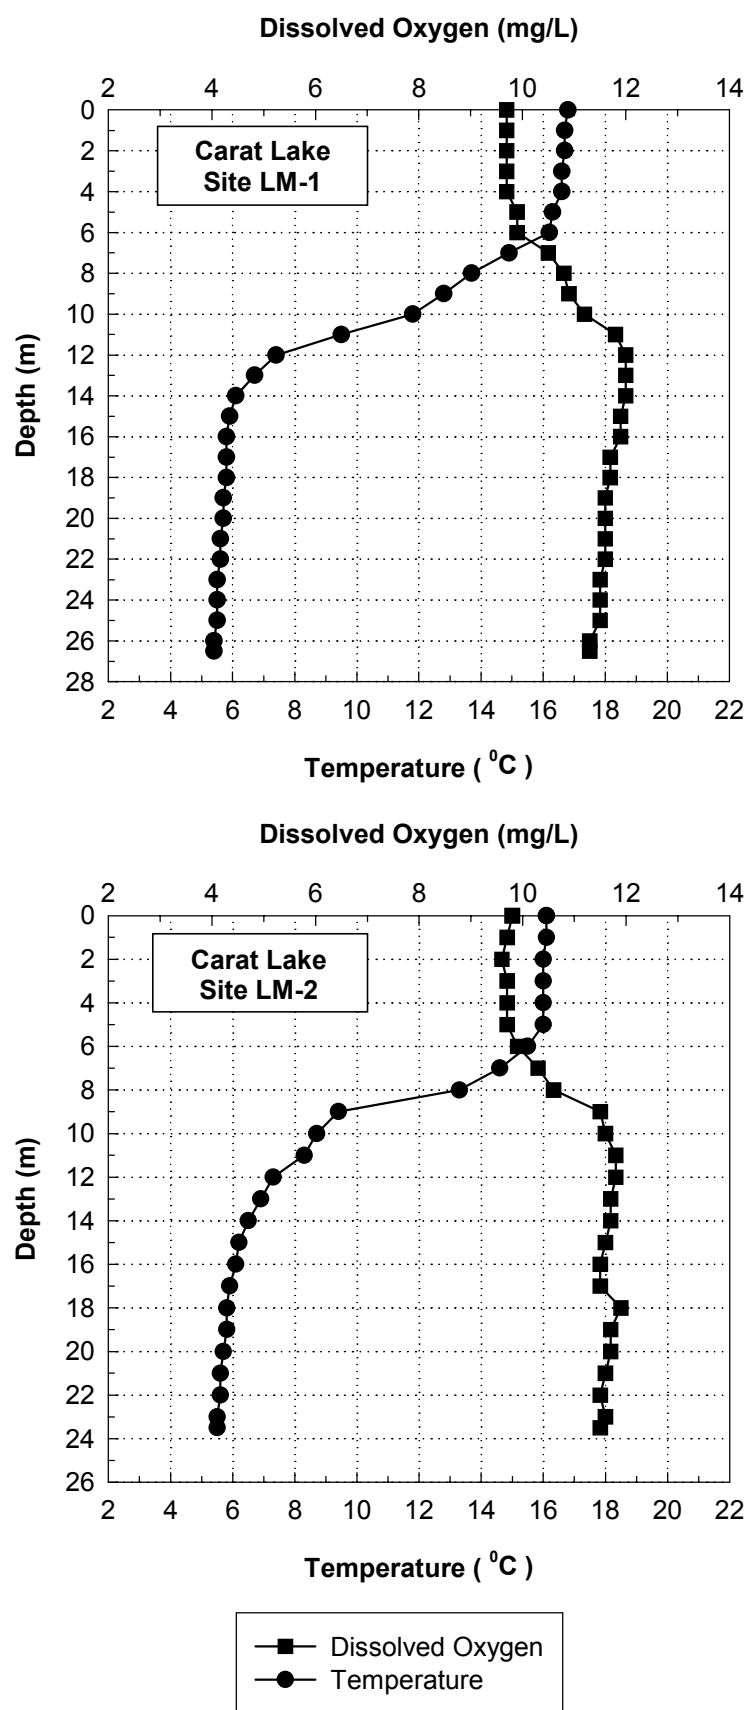 Dissolved Oxygen (mg/L)
2 4 6 8 10 12 14
Carat Lake
Site LM-1
Depth (m)
0
2
4
6
8
10
12
14
16
18
20
22
24
26
28
2 4 6 8 10 12 14 16 18 20 22
Temperature ( ⁰C )
Dissolved Oxygen (mg/L)
2 4 6 8 10 12 14
Carat Lake
Site LM-2
Depth (m)
0
2
4
6
8
10
12
14
16
18
20
22
24
26
2 4 6 8 10 12 14 16 18 20 22
Temperature ( ⁰C )
Dissolved Oxygen
Temperature